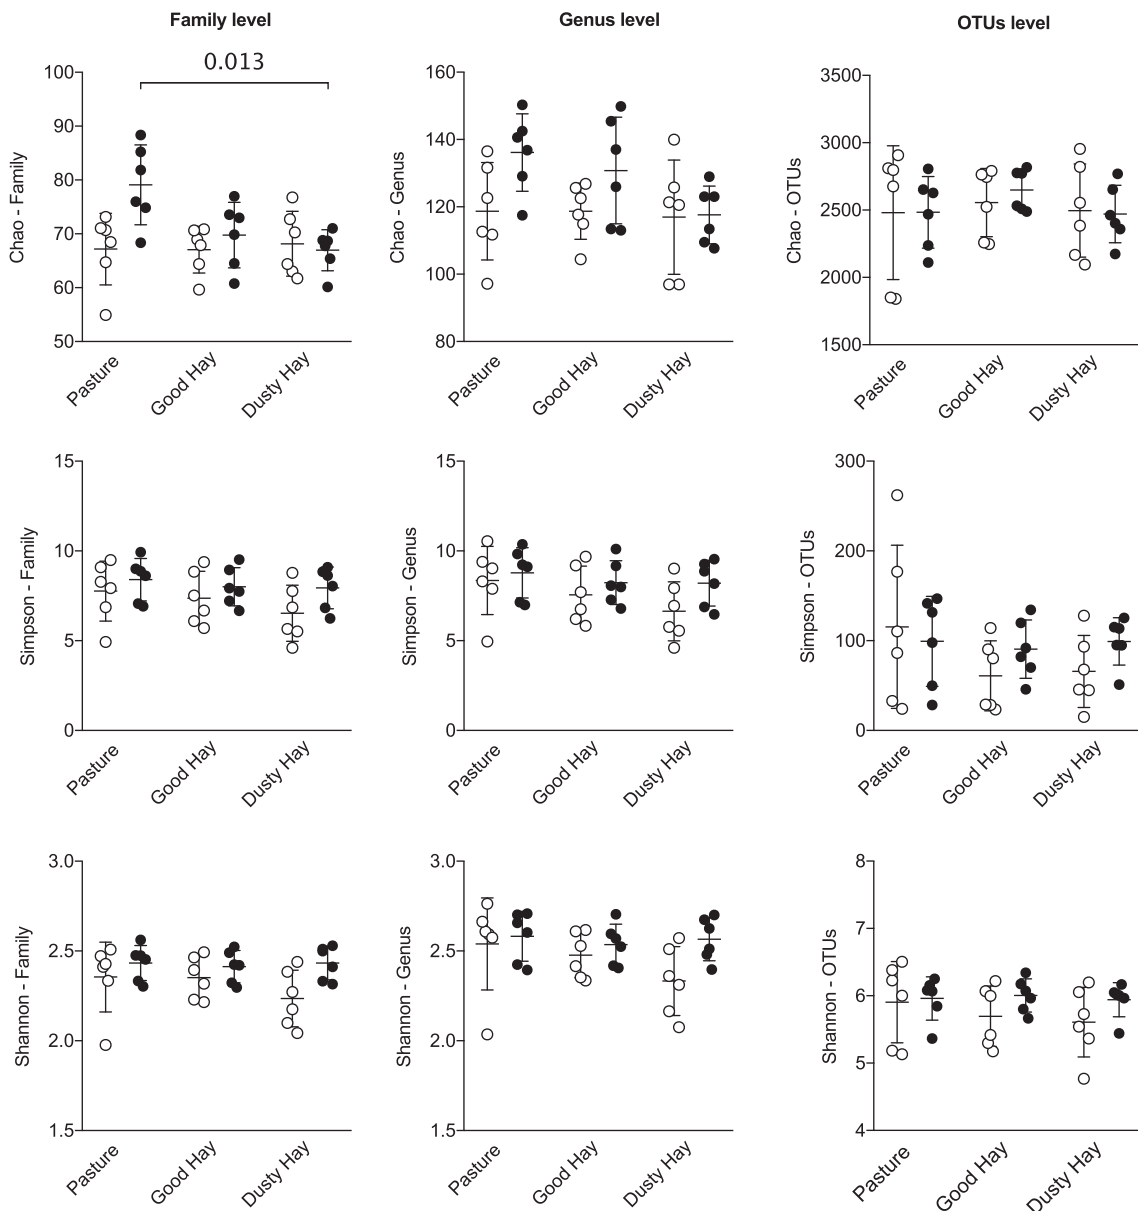 Family level
Genus level
OTUs level
0.013
Chao - Family
100
90
80
70
60
50
Pasture
Good Hay
Dusty Hay
Chao - Genus
160
140
120
100
80
Pasture
Good Hay
Dusty Hay
Chao - OTUs
3500
3000
2500
2000
1500
Pasture
Good Hay
Dusty Hay
Simpson - Family
15
10
5
0
Pasture
Good Hay
Dusty Hay
Simpson - Genus
15
10
5
0
Pasture
Good Hay
Dusty Hay
Simpson - OTUs
300
200
100
0
Pasture
Good Hay
Dusty Hay
Shannon - Family
3.0
2.5
2.0
1.5
Pasture
Good Hay
Dusty Hay
Shannon - Genus
3.0
2.5
2.0
1.5
Pasture
Good Hay
Dusty Hay
Shannon - OTUs
8
7
6
5
4
Pasture
Good Hay
Dusty Hay